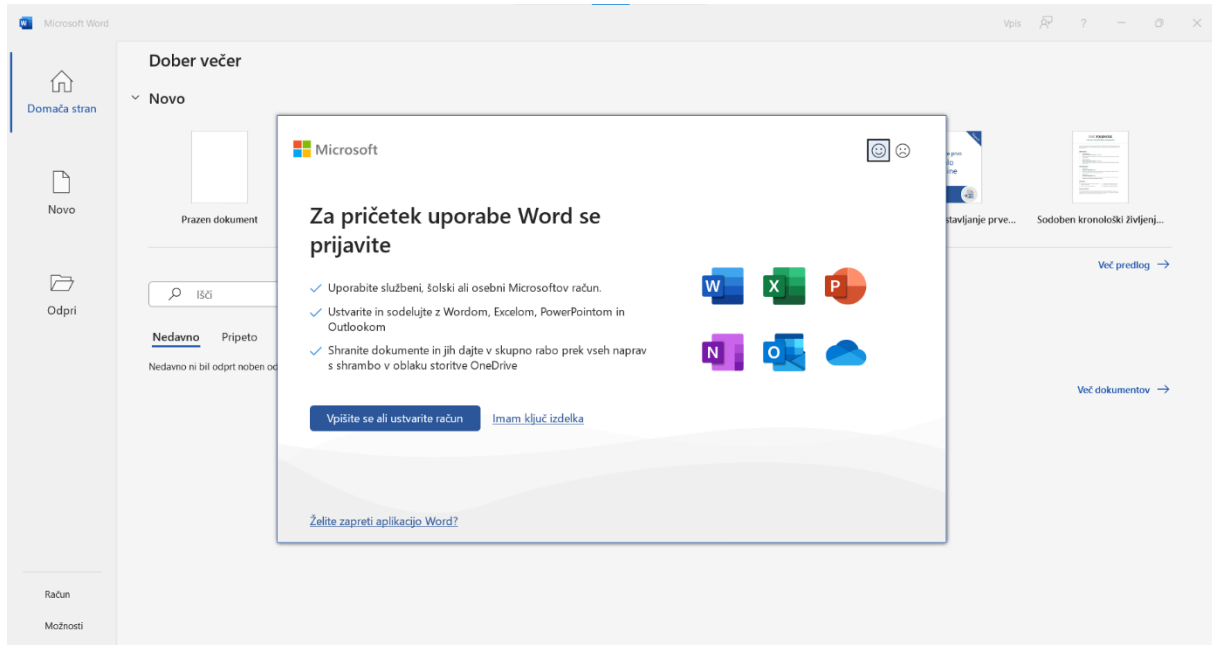 Microsoft Word
Vpis
?
Dober večer
Domača stran
Novo
Novo
Prazen dokument
stavljanje prve...
Sodoben kronološki življenj...
Več predlog
Odpri
Išči
Nedavno
Pripeto
Nedavno ni bil odprt noben
Več dokumentov
Microsoft
Za pričetek uporabe Word se
prijavite
Uporabite službeni, šolski ali osebni Microsoftov račun.
Ustvarite in sodelujte z Wordom, Excelom, PowerPointom in
Outlookom
Shranite dokumente in jih dajte v skupno rabo prek vseh naprav
s shrambo v oblaku storitve OneDrive
W
X
P
N
O
Vpišite se ali ustvarite račun
Imam ključ izdelka
Želite zapreti aplikacijo Word?
Račun
Možnosti